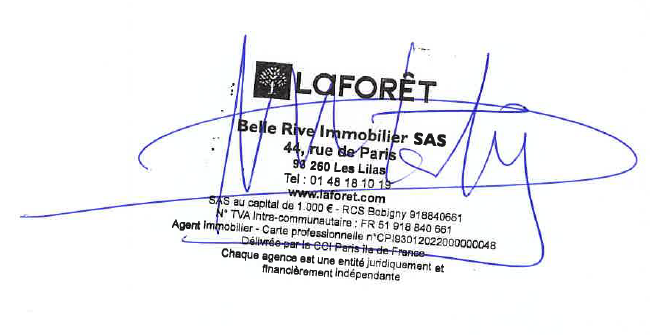 LAFORÊT
Belle Rive Immobilier SAS
44, rue de Paris
93 260 Les Lilas
Tel : 01 48 18 10 19
www.laforet.com
SAS au capital de 1.000 € - RCS Bobigny 918840661
N° TVA Intra-communautaire : FR 51 918 840 661
Agent Immobilier - Carte professionnelle n°CPI93012022000000048
Délivrée par la CCI Paris Ile de France
Chaque agence est une entité juridiquement et
financièrement indépendante